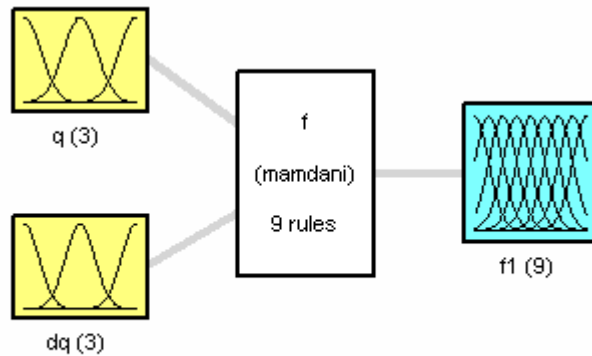 q (3)
f
(mamdani)
9 rules
f1 (9)
dq (3)